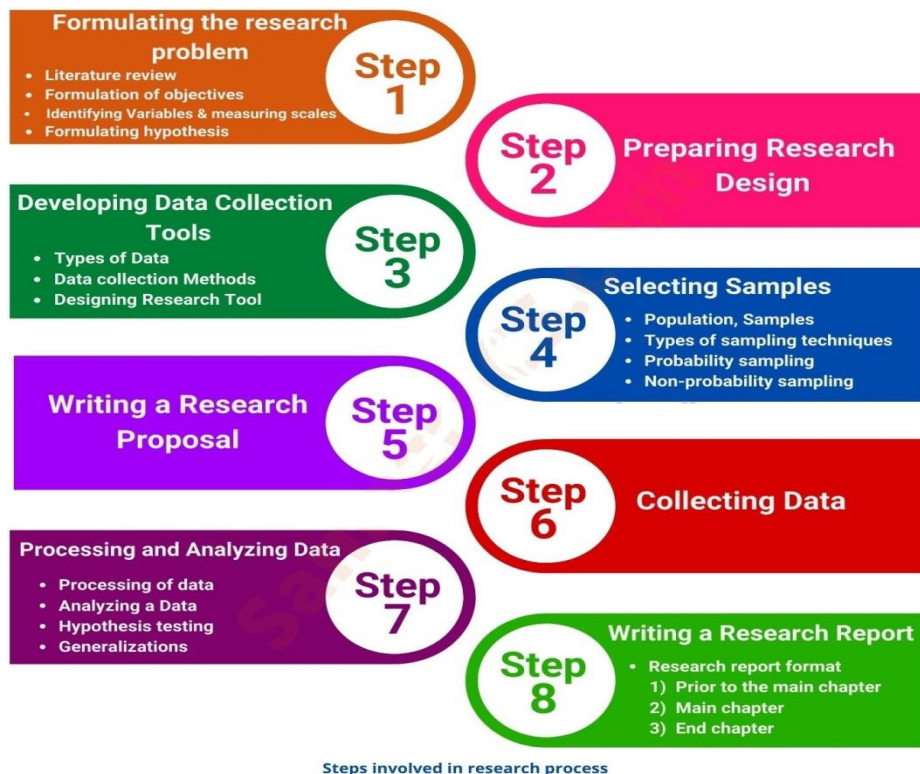 Formulating the research
problem
• Literature review
• Formulation of objectives
• Identifying Variables & measuring scales
• Formulating hypothesis
Step
1
Step
2
Preparing Research
Design
Developing Data Collection
Tools
• Types of Data
• Data collection Methods
• Designing Research Tool
Step
3
Step
4
Selecting Samples
• Population, Samples
• Types of sampling techniques
• Probability sampling
• Non-probability sampling
Writing a Research
Proposal
Step
5
Step
6
Collecting Data
Processing and Analyzing Data
• Processing of data
• Analyzing a Data
• Hypothesis testing
• Generalizations
Step
7
Step
8
Writing a Research Report
• Research report format
1) Prior to the main chapter
2) Main chapter
3) End chapter
Steps involved in research process